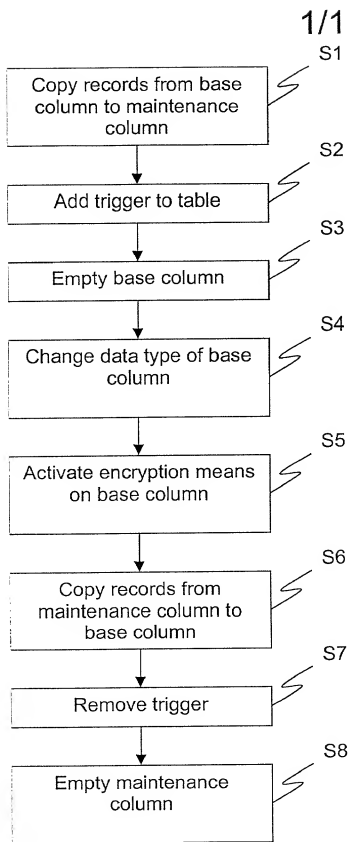 1/1
S1
Copy records from base
column to maintenance
column
S2
Add trigger to table
S3
Empty base column
S4
Change data type of base
column
S5
Activate encryption means
on base column
S6
Copy records from
maintenance column to
base column
S7
Remove trigger
S8
Empty maintenance
column